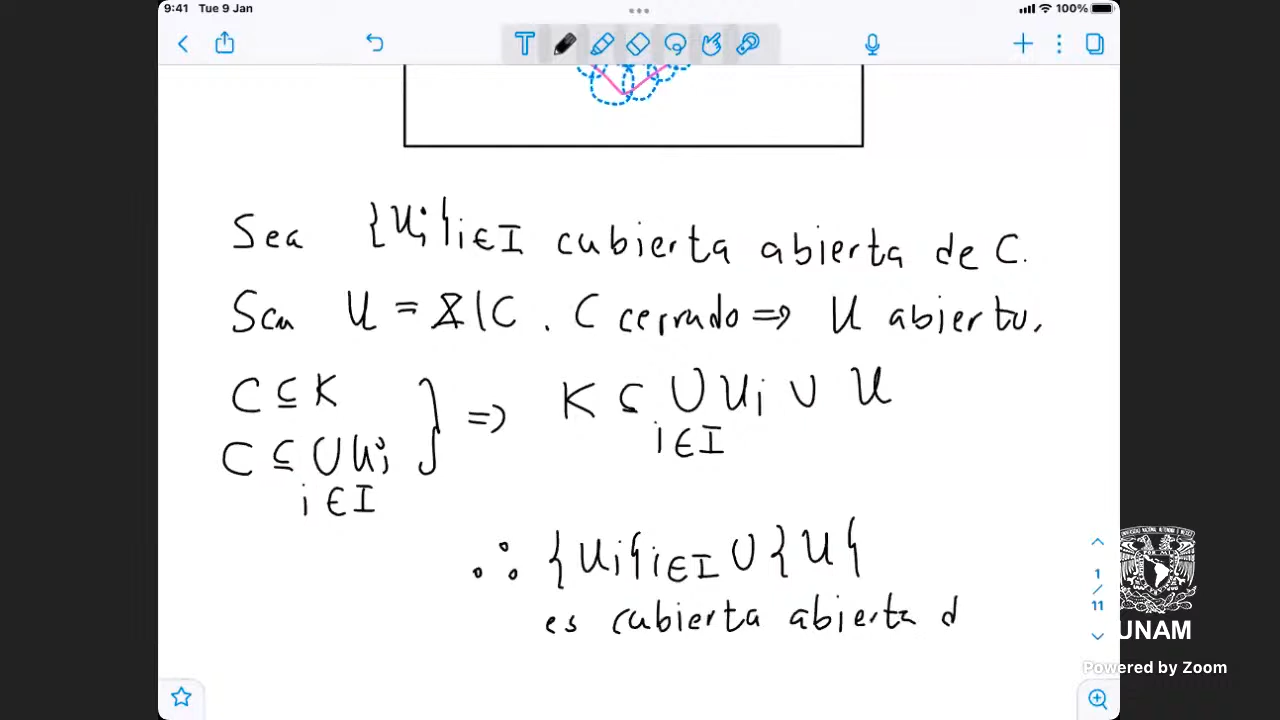 9:41 Tue 9 Jan
100%
Sea {Ui}i∈I cubierta abierta de C.
Sea U = X\C. C cerrado ⇒ U abierto.
C ⊆ K
C ⊆ ∪ Ui
i∈I
} ⇒ K ⊆ ∪ Ui ∪ U
i∈I
∴ {Ui}i∈I ∪ {U}
es cubierta abierta d
1
/
11
UNAM
Powered by Zoom